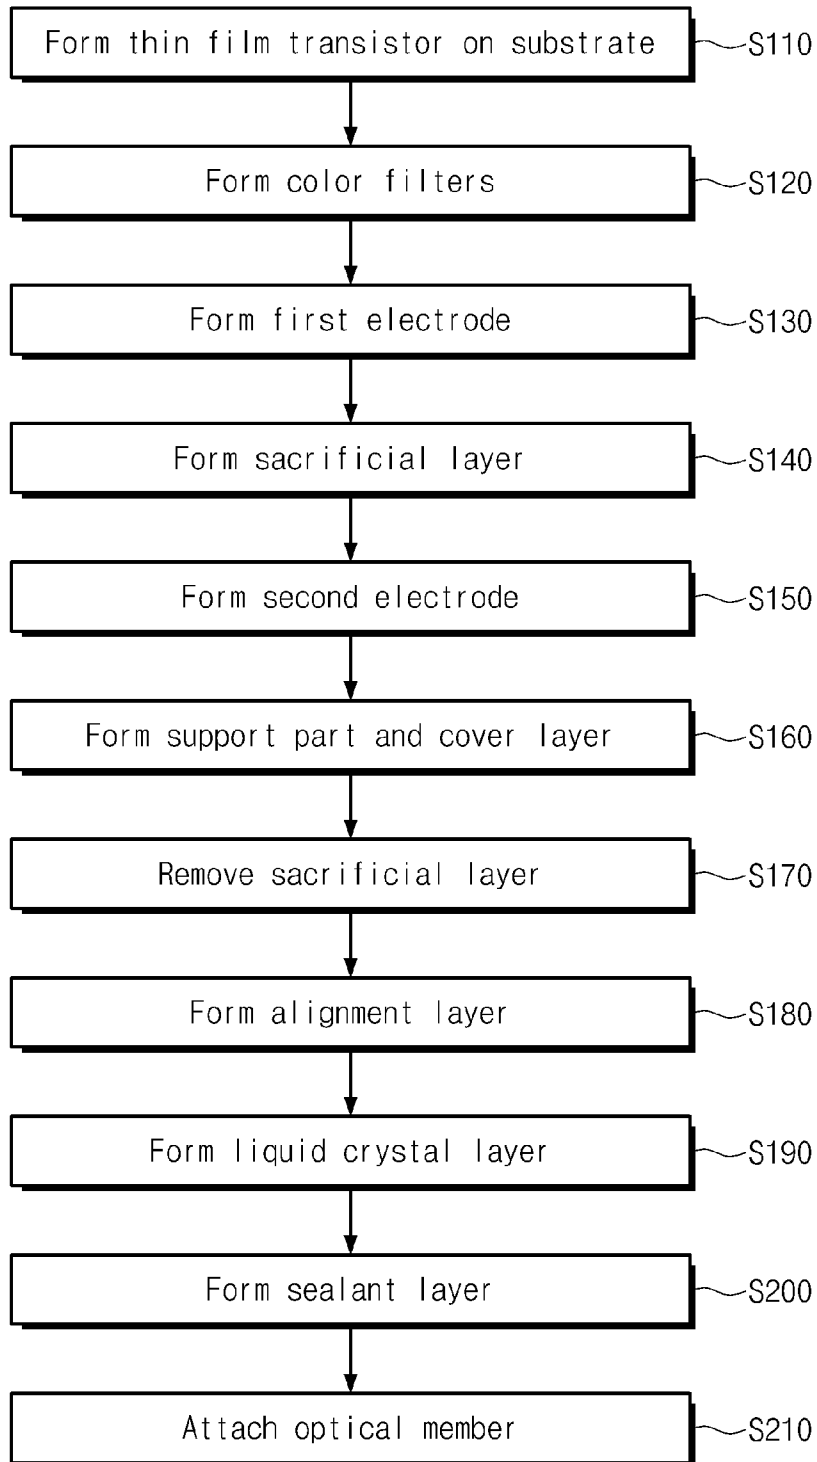 Form thin film transistor on substrate S110
Form color filters S120
Form first electrode S130
Form sacrificial layer S140
Form second electrode S150
Form support part and cover layer S160
Remove sacrificial layer S170
Form alignment layer S180
Form liquid crystal layer S190
Form sealant layer S200
Attach optical member S210